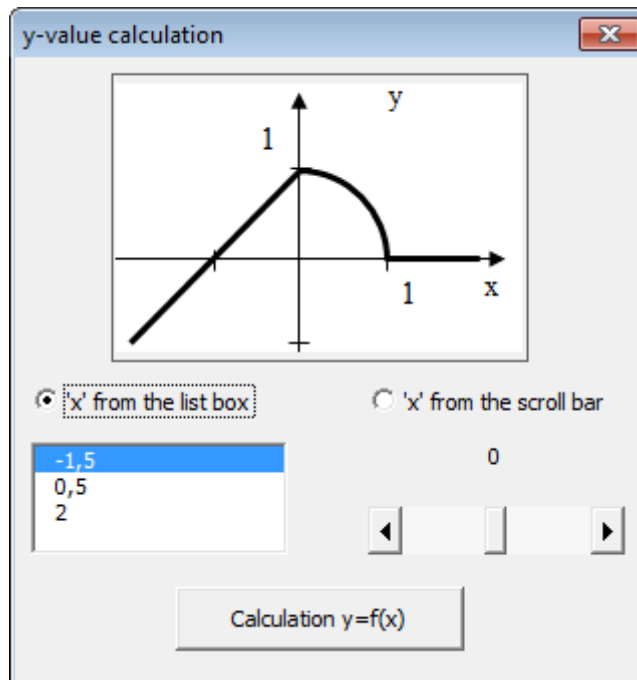 y-value calculation
y
1
1
x
'x' from the list box
'x' from the scroll bar
-1,5
0,5
2
0
Calculation y=f(x)